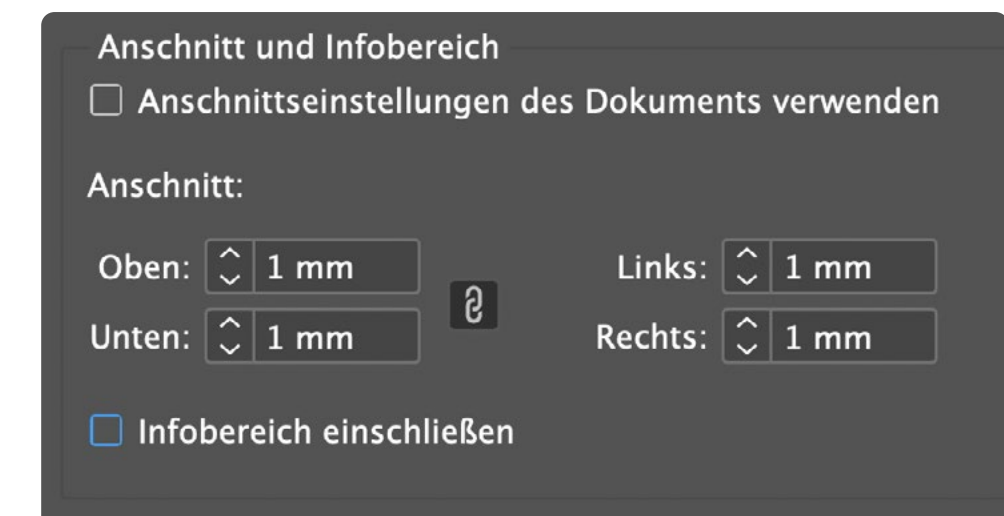 Anschnitt und Infobereich
Anschnittseinstellungen des Dokuments verwenden
Anschnitt:
Oben: 1 mm Links: 1 mm
Unten: 1 mm Rechts: 1 mm
Infobereich einschließen